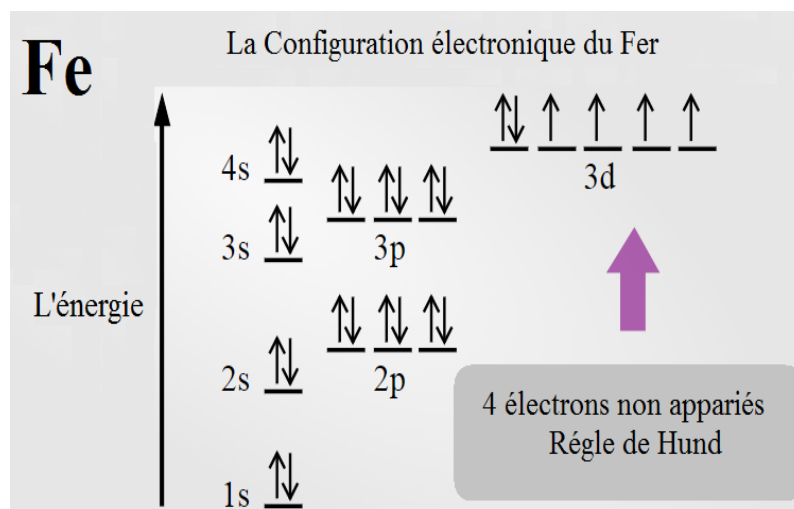 Fe
La Configuration électronique du Fer
4s
3d
3s
3p
L'énergie
2s
2p
4 électrons non appariés
Régle de Hund
1s